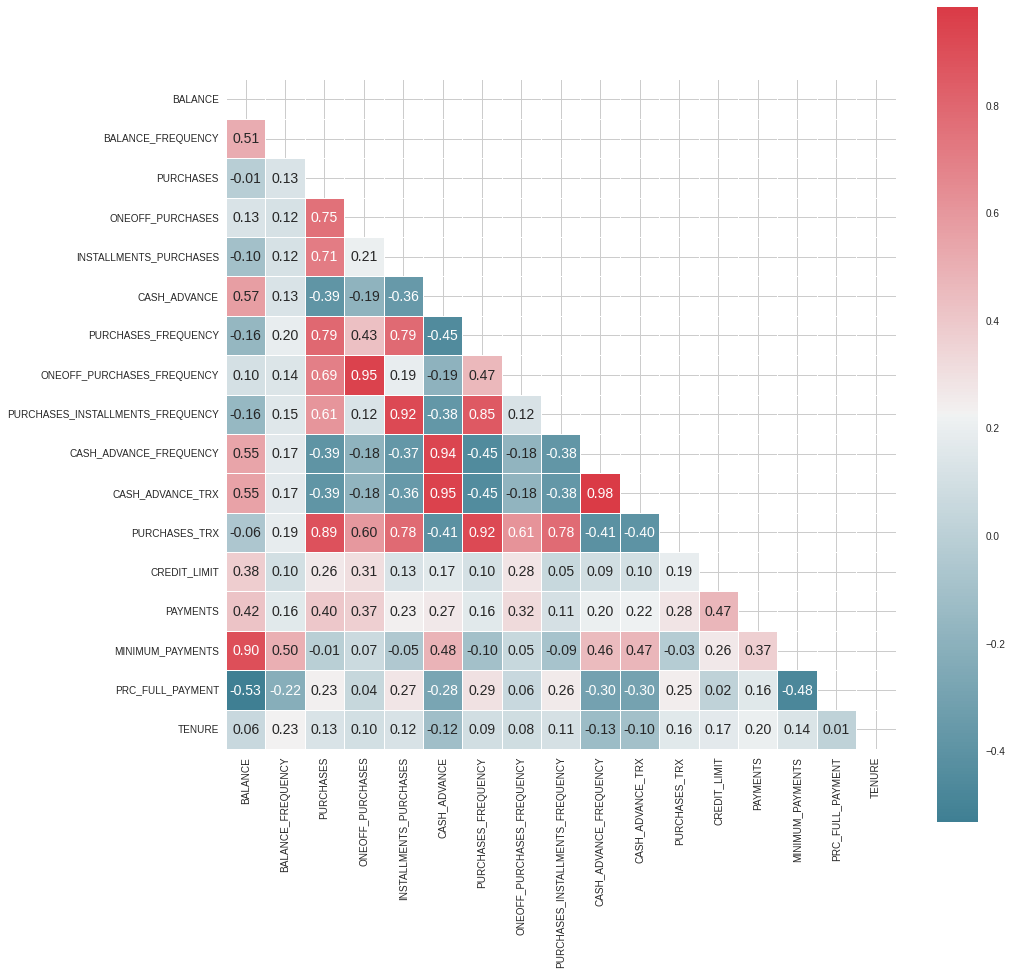 BALANCE
BALANCE_FREQUENCY 0.51
PURCHASES -0.01 0.13
ONEOFF_PURCHASES 0.13 0.12 0.75
INSTALLMENTS_PURCHASES -0.10 0.12 0.71 0.21
CASH_ADVANCE 0.57 0.13 -0.39 -0.19 -0.36
PURCHASES_FREQUENCY -0.16 0.20 0.79 0.43 0.79 -0.45
ONEOFF_PURCHASES_FREQUENCY 0.10 0.14 0.69 0.95 0.19 -0.19 0.47
PURCHASES_INSTALLMENTS_FREQUENCY -0.16 0.15 0.61 0.12 0.92 -0.38 0.85 0.12
CASH_ADVANCE_FREQUENCY 0.55 0.17 -0.39 -0.18 -0.37 0.94 -0.45 -0.18 -0.38
CASH_ADVANCE_TRX 0.55 0.17 -0.39 -0.18 -0.36 0.95 -0.45 -0.18 -0.38 0.98
PURCHASES_TRX -0.06 0.19 0.89 0.60 0.78 -0.41 0.92 0.61 0.78 -0.41 -0.40
CREDIT_LIMIT 0.38 0.10 0.26 0.31 0.13 0.17 0.10 0.28 0.05 0.09 0.10 0.19
PAYMENTS 0.42 0.16 0.40 0.37 0.23 0.27 0.16 0.32 0.11 0.20 0.22 0.28 0.47
MINIMUM_PAYMENTS 0.90 0.50 -0.01 0.07 -0.05 0.48 -0.10 0.05 -0.09 0.46 0.47 -0.03 0.26 0.37
PRC_FULL_PAYMENT -0.53 -0.22 0.23 0.04 0.27 -0.28 0.29 0.06 0.26 -0.30 -0.30 0.25 0.02 0.16 -0.48
TENURE 0.06 0.23 0.13 0.10 0.12 -0.12 0.09 0.08 0.11 -0.13 -0.10 0.16 0.17 0.20 0.14 0.01
BALANCE
BALANCE_FREQUENCY
PURCHASES
ONEOFF_PURCHASES
INSTALLMENTS_PURCHASES
CASH_ADVANCE
PURCHASES_FREQUENCY
ONEOFF_PURCHASES_FREQUENCY
PURCHASES_INSTALLMENTS_FREQUENCY
CASH_ADVANCE_FREQUENCY
CASH_ADVANCE_TRX
PURCHASES_TRX
CREDIT_LIMIT
PAYMENTS
MINIMUM_PAYMENTS
PRC_FULL_PAYMENT
TENURE
0.8
0.6
0.4
0.2
0.0
−0.2
−0.4